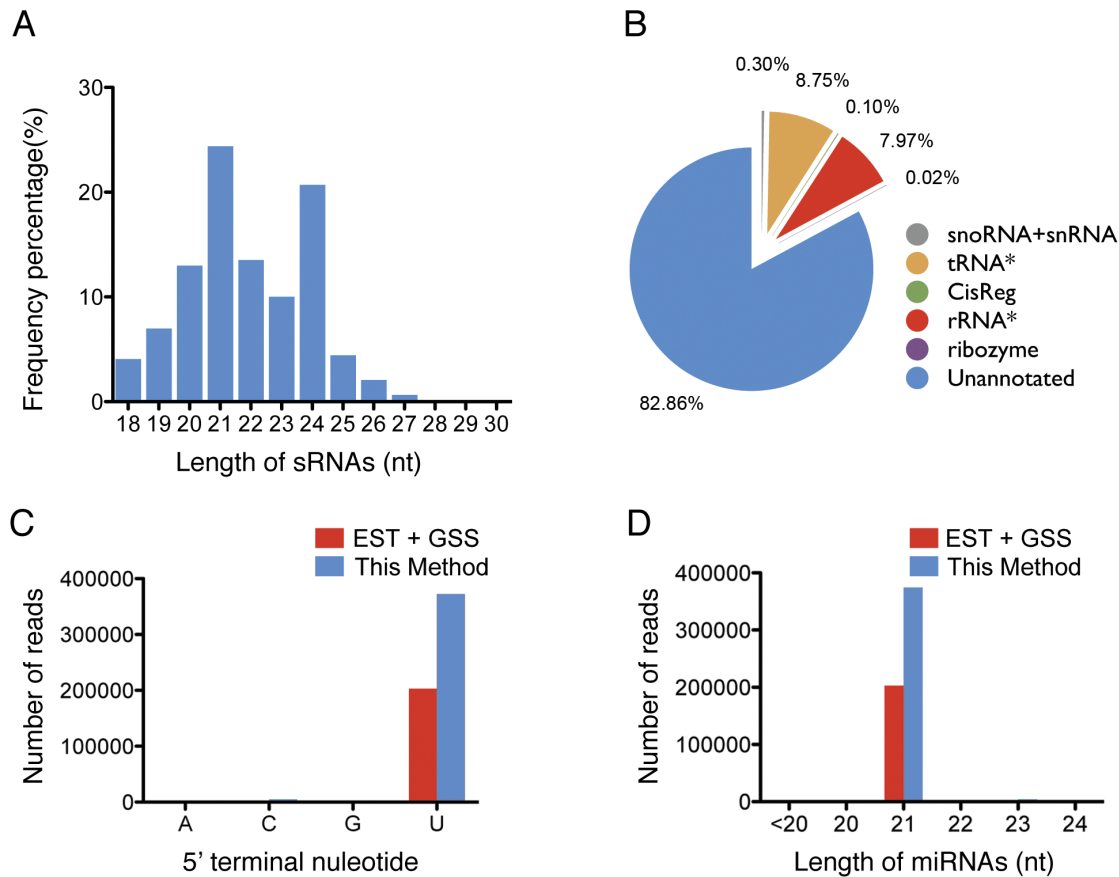 A
Frequency percentage(%)
30
20
10
0
18 19 20 21 22 23 24 25 26 27 28 29 30
Length of sRNAs (nt)
B
0.30%
8.75%
0.10%
7.97%
0.02%
82.86%
snoRNA+snRNA
tRNA*
CisReg
rRNA*
ribozyme
Unannotated
C
EST + GSS
This Method
Number of reads
400000
300000
200000
100000
0
A C G U
5’ terminal nuleotide
D
EST + GSS
This Method
Number of reads
400000
300000
200000
100000
0
<20 20 21 22 23 24
Length of miRNAs (nt)